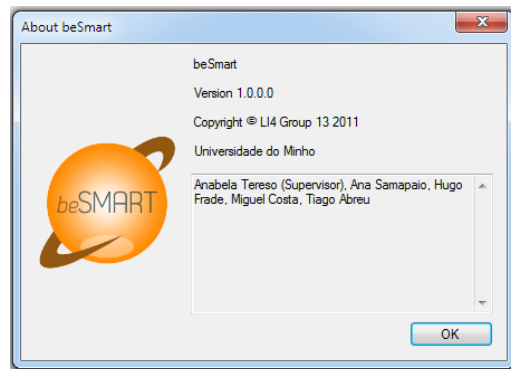 About beSmart
beSmart
Version 1.0.0.0
Copyright © LI4 Group 13 2011
Universidade do Minho
beSMART
Anabela Tereso (Supervisor), Ana Samapaio, Hugo
Frade, Miguel Costa, Tiago Abreu
OK